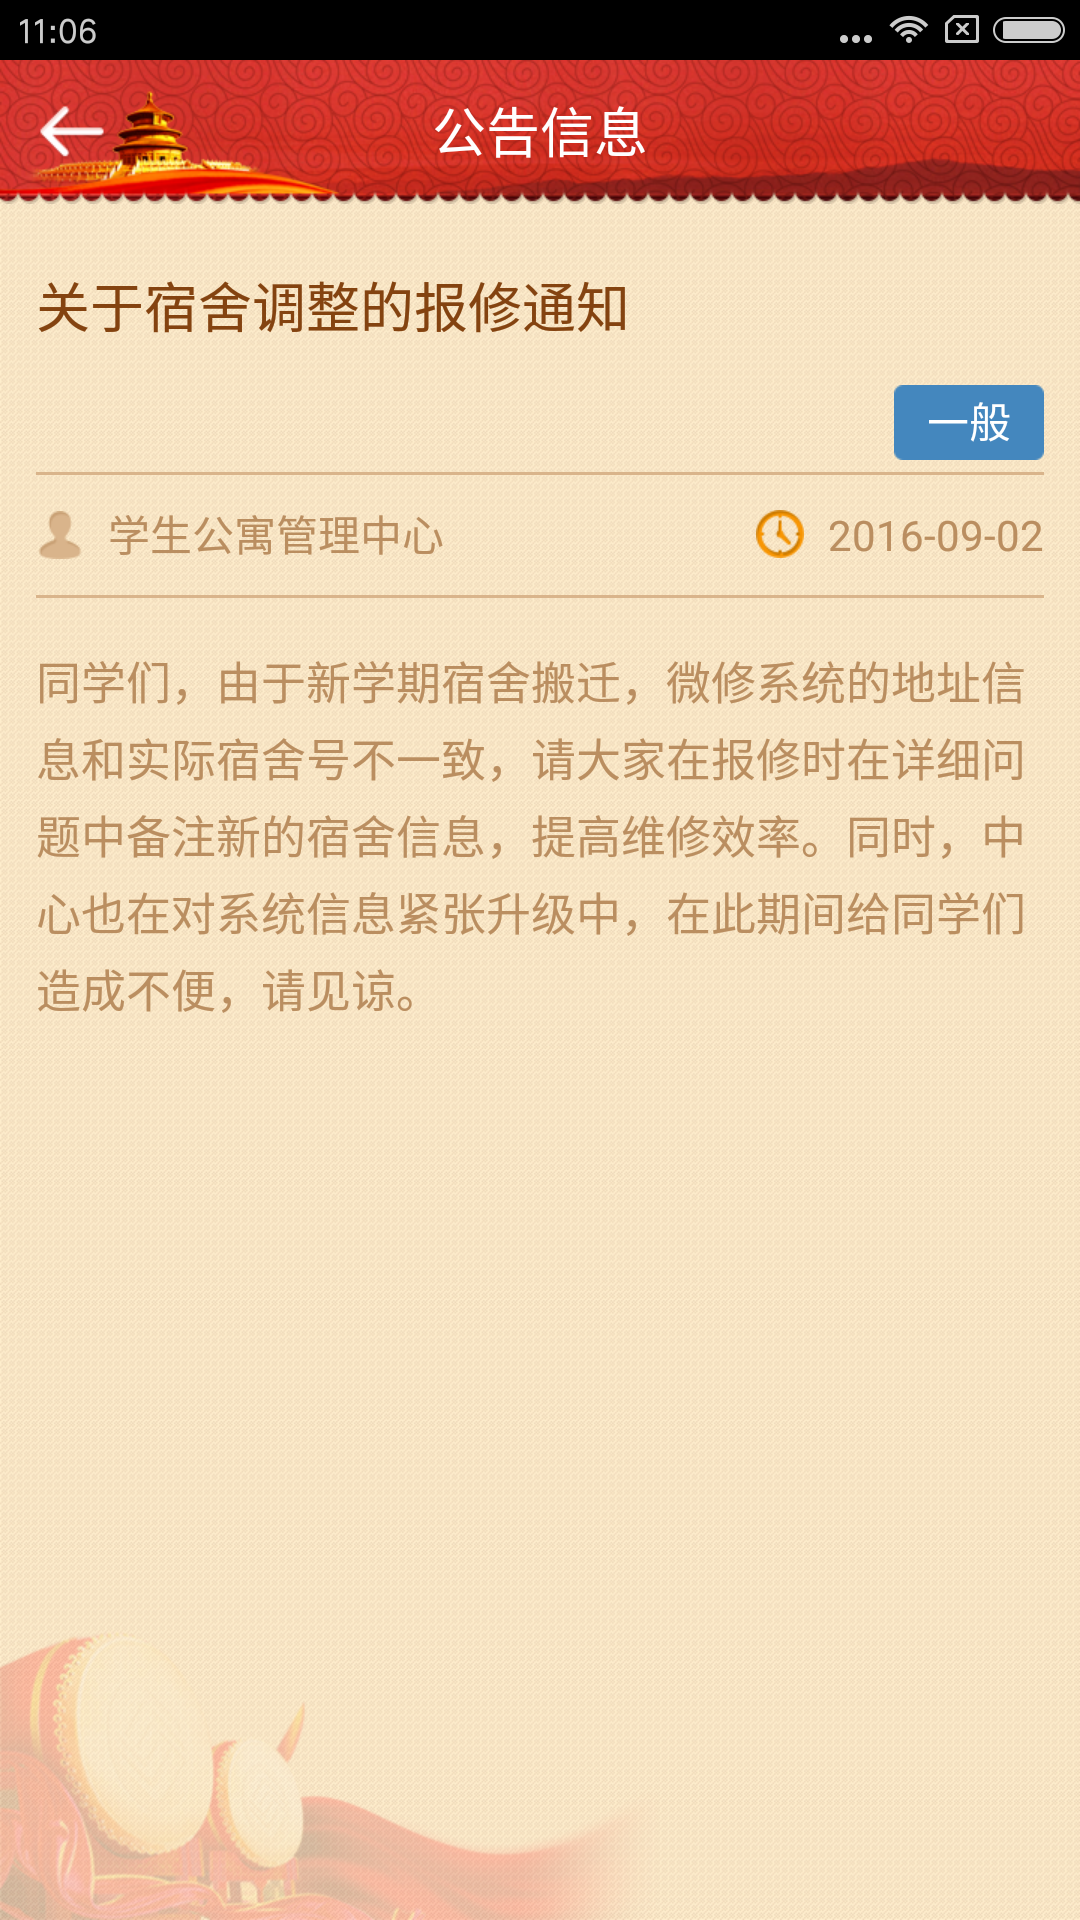 11:06
公告信息
关于宿舍调整的报修通知
一般
学生公寓管理中心 2016-09-02
同学们，由于新学期宿舍搬迁，微修系统的地址信
息和实际宿舍号不一致，请大家在报修时在详细问
题中备注新的宿舍信息，提高维修效率。同时，中
心也在对系统信息紧张升级中，在此期间给同学们
造成不便，请见谅。